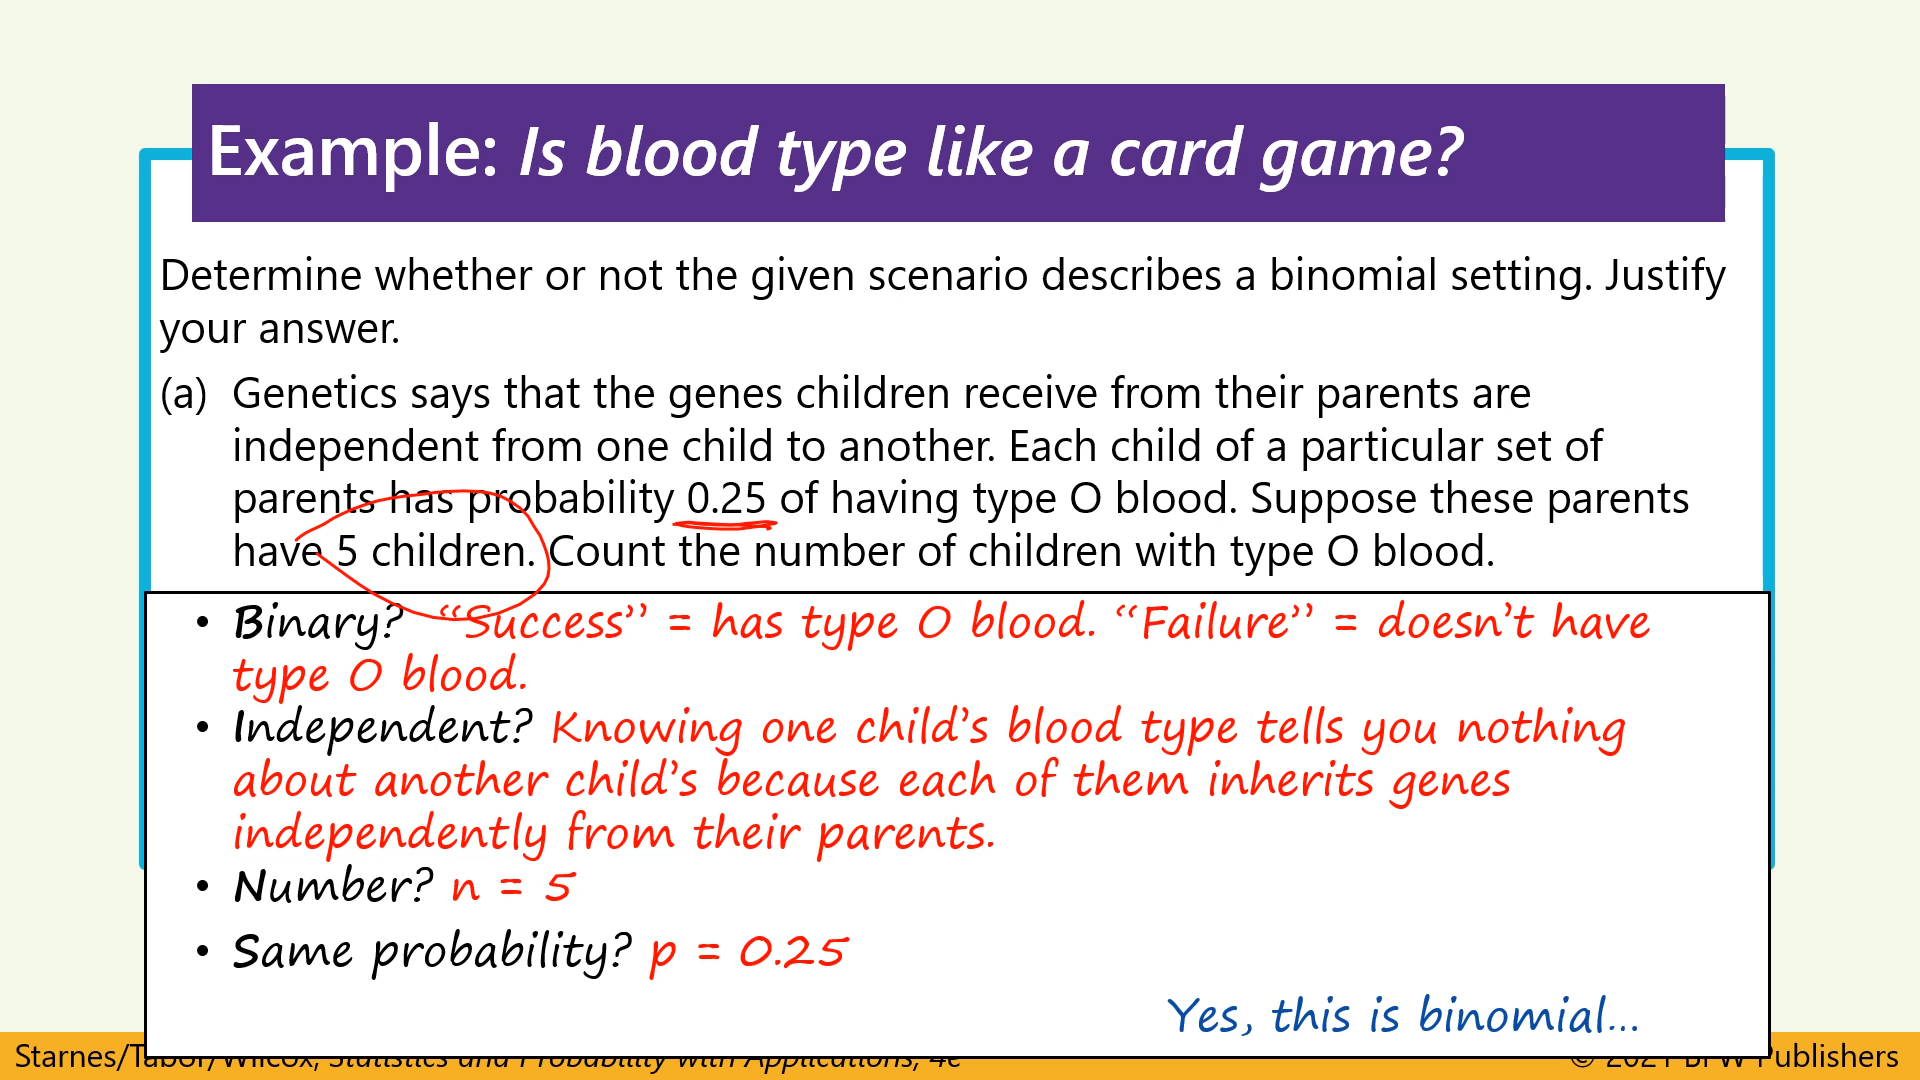 Example: Is blood type like a card game?
Determine whether or not the given scenario describes a binomial setting. Justify
your answer.
(a) Genetics says that the genes children receive from their parents are
independent from one child to another. Each child of a particular set of
parents has probability 0.25 of having type O blood. Suppose these parents
have 5 children. Count the number of children with type O blood.
• Binary? “Success” = has type O blood. “Failure” = doesn’t have
type O blood.
• Independent? Knowing one child’s blood type tells you nothing
about another child’s because each of them inherits genes
independently from their parents.
• Number? n = 5
• Same probability? p = 0.25
Yes, this is binomial...
Starnes/Tabor/Wilcox, Statistics and Probability with Applications, 4e
© 2021 BFW Publishers